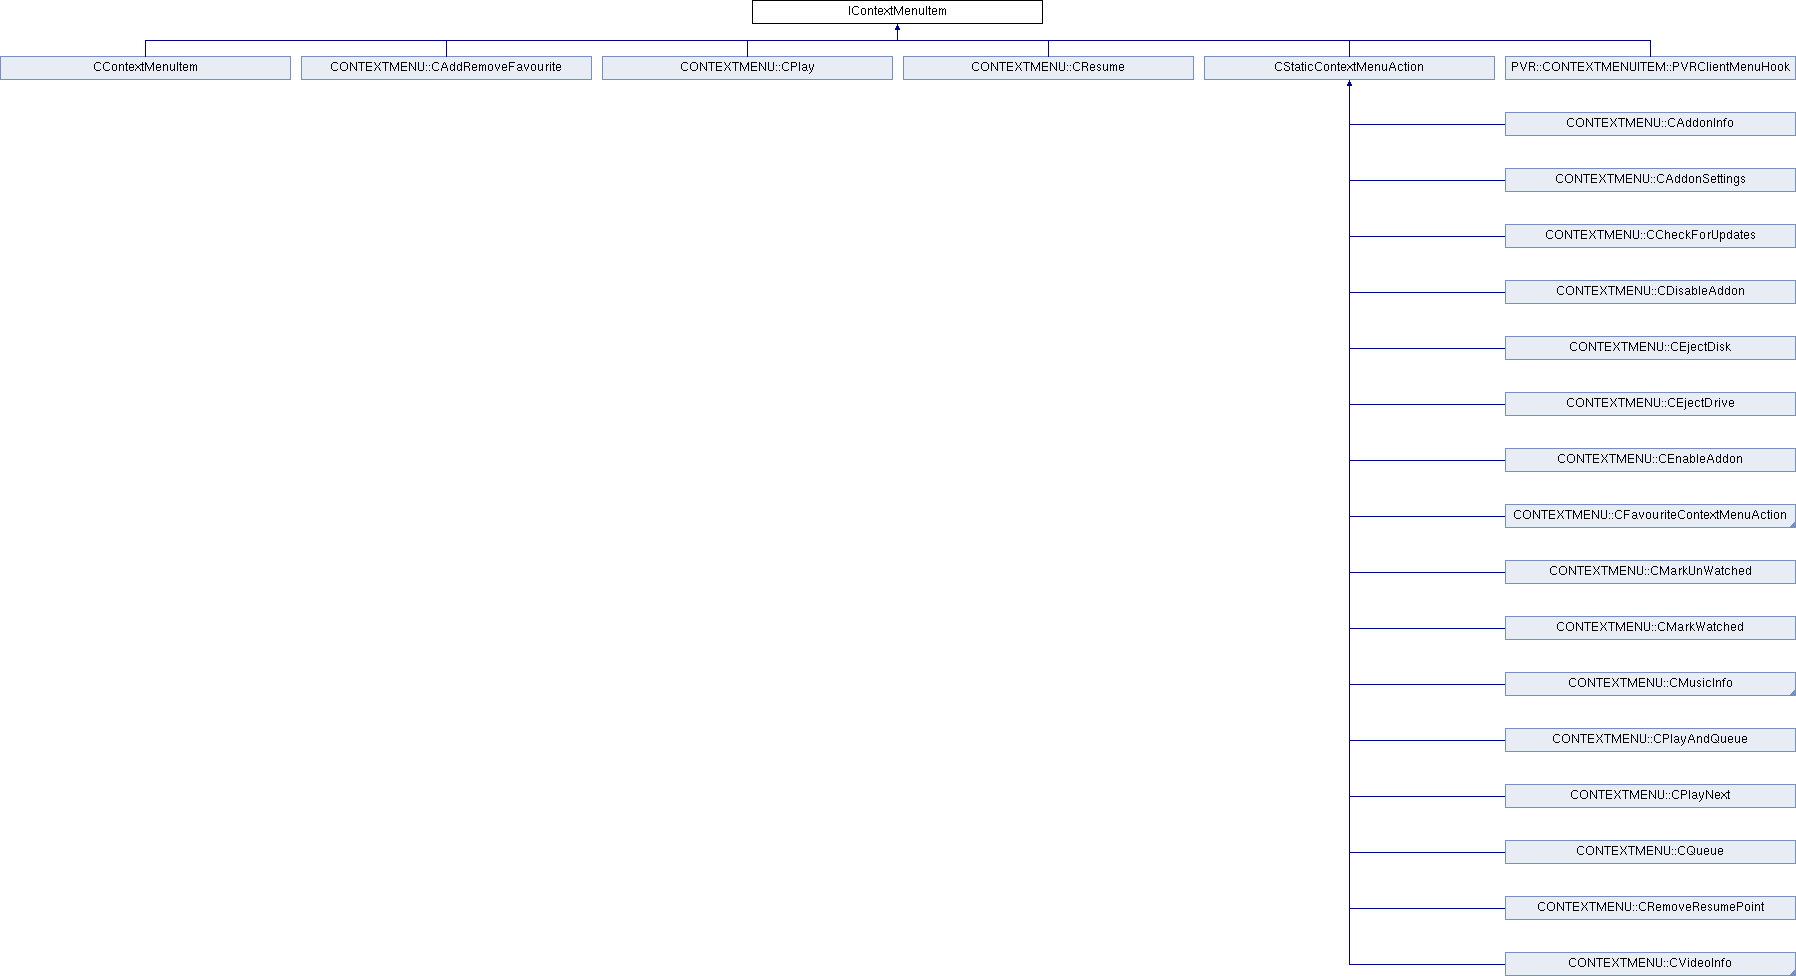 IContextMenuItem
CContextMenuItem
CONTEXTMENU::CAddRemoveFavourite
CONTEXTMENU::CPlay
CONTEXTMENU::CResume
CStaticContextMenuAction
PVR::CONTEXTMENUITEM::PVRClientMenuHook
CONTEXTMENU::CAddonInfo
CONTEXTMENU::CAddonSettings
CONTEXTMENU::CCheckForUpdates
CONTEXTMENU::CDisableAddon
CONTEXTMENU::CEjectDisk
CONTEXTMENU::CEjectDrive
CONTEXTMENU::CEnableAddon
CONTEXTMENU::CFavouriteContextMenuAction
CONTEXTMENU::CMarkUnWatched
CONTEXTMENU::CMarkWatched
CONTEXTMENU::CMusicInfo
CONTEXTMENU::CPlayAndQueue
CONTEXTMENU::CPlayNext
CONTEXTMENU::CQueue
CONTEXTMENU::CRemoveResumePoint
CONTEXTMENU::CVideoInfo